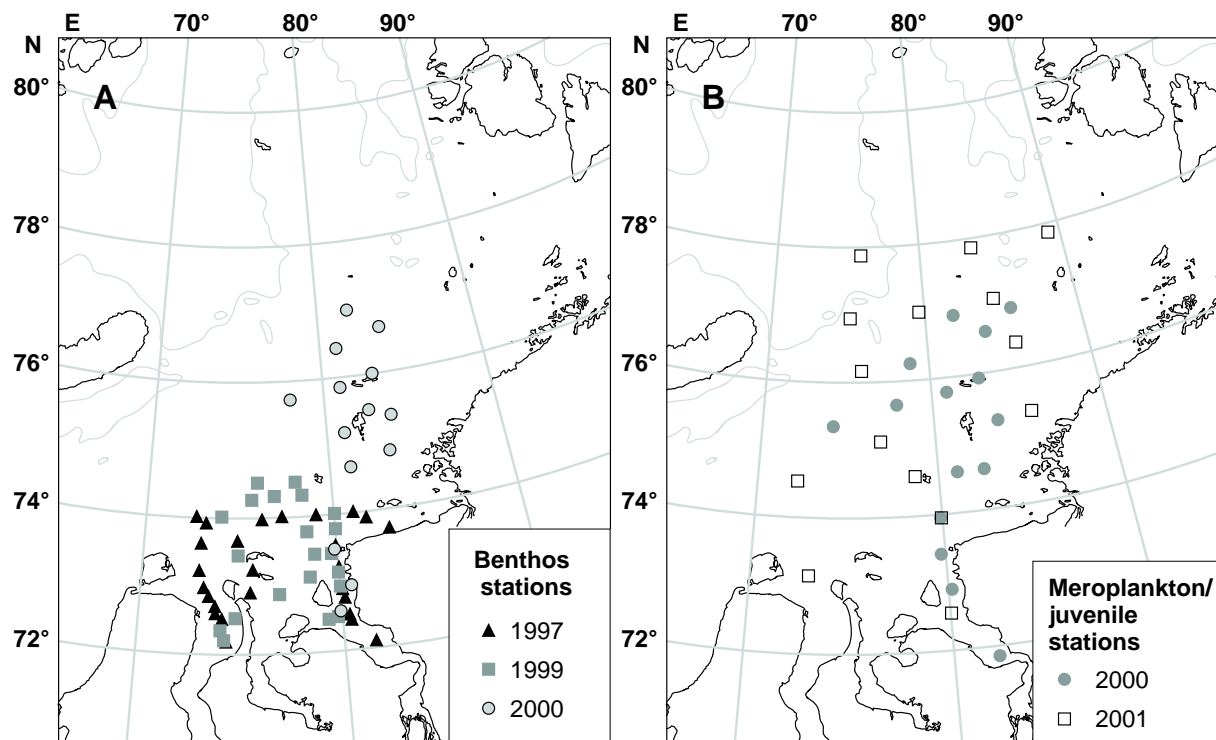 E 70° 80° 90°
N
80°
78°
76°
74°
72°
A
Benthos
stations
1997
1999
2000
E 70° 80° 90°
N
80°
78°
76°
74°
72°
B
Meroplankton/
juvenile
stations
2000
2001